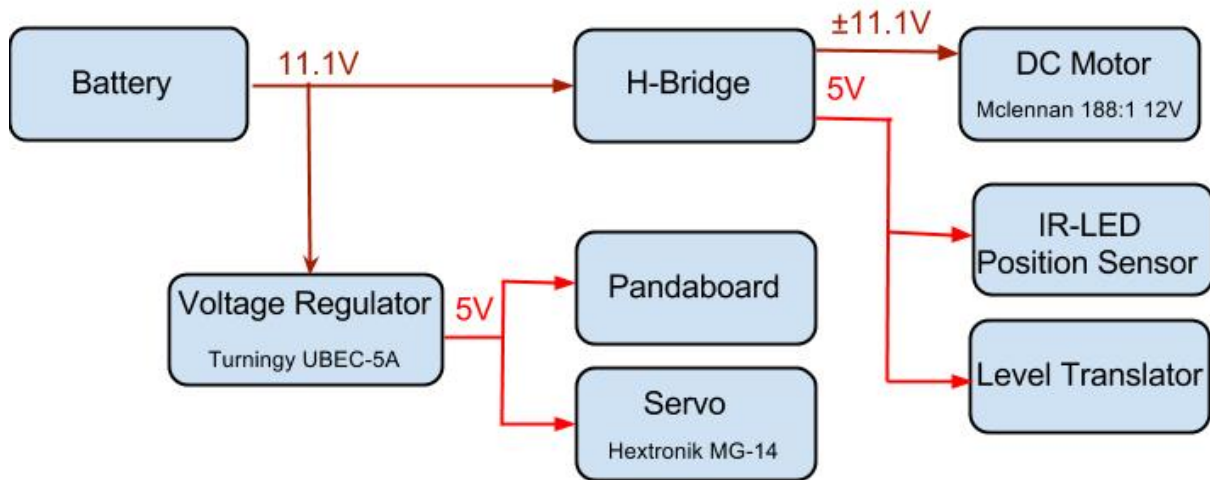 Battery
11.1V
H-Bridge
±11.1V
5V
DC Motor
Mclennan 188:1 12V
IR-LED
Position Sensor
Level Translator
Voltage Regulator
Turningy UBEC-5A
5V
Pandaboard
Servo
Hextronik MG-14